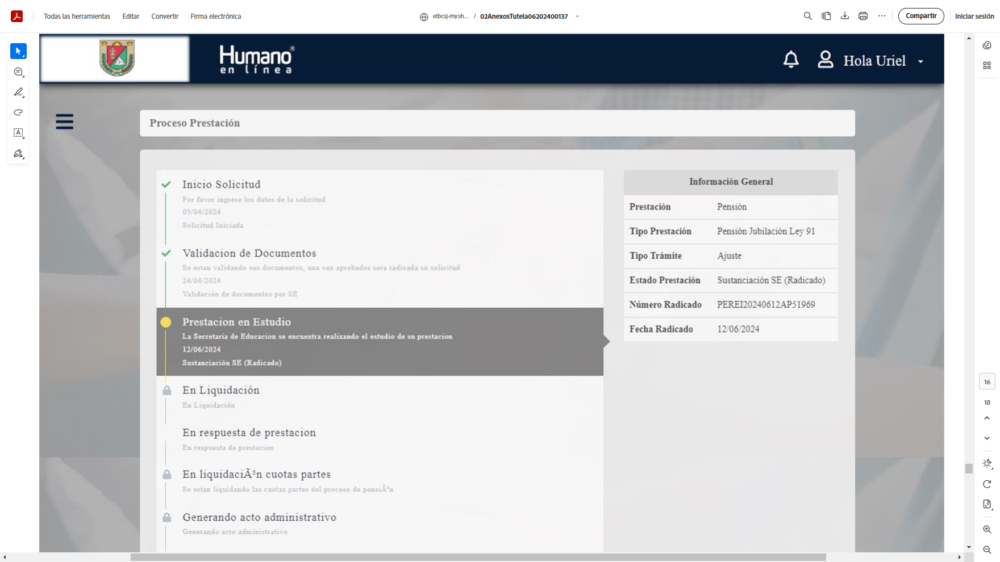 Todas las herramientas Editar Convertir Firma electrónica etbcsj-my.sh... / 02AnexosTutela06202400137 Compartir Iniciar sesión
Humano®
en línea
Hola Uriel
Proceso Prestación
Inicio Solicitud
Por favor ingrese los datos de la solicitud
03/04/2024
Solicitud Iniciada
Validacion de Documentos
Se estan validando sus documentos, una vez aprobados sera radicada su solicitud
24/04/2024
Validación de documentos por SE
Prestacion en Estudio
La Secretaria de Educacion se encuentra realizando el estudio de su prestacion
12/06/2024
Sustanciación SE (Radicado)
En Liquidación
En Liquidación
En respuesta de prestacion
En respuesta de prestacion
En liquidaciÃ³n cuotas partes
Se estan liquidando las cuotas partes del proceso de pensiÃ³n
Generando acto administrativo
Generando acto administrativo
Información General
Prestación Pensión
Tipo Prestación Pensión Jubilación Ley 91
Tipo Trámite Ajuste
Estado Prestación Sustanciación SE (Radicado)
Número Radicado PEREI20240612AP51969
Fecha Radicado 12/06/2024
16
18